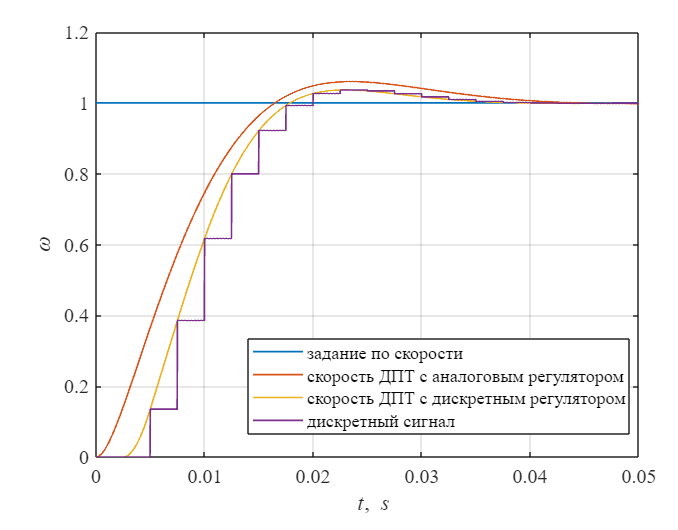 1.2
1
0.8
0.6
0.4
0.2
0
ω
задание по скорости
скорость ДПТ с аналоговым регулятором
скорость ДПТ с дискретным регулятором
дискретный сигнал
0 0.01 0.02 0.03 0.04 0.05
t, s